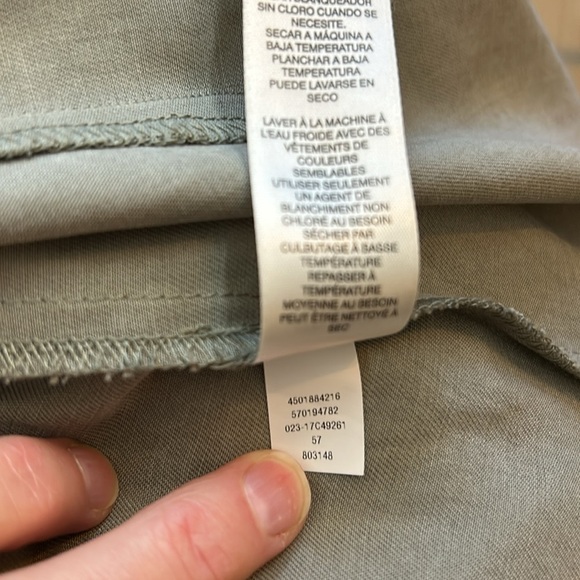 SIN CLORO CUANDO SE
NECESITE.
SECAR A MÁQUINA A
BAJA TEMPERATURA
PLANCHAR A BAJA
TEMPERATURA
PUEDE LAVARSE EN
SECO
LAVER À LA MACHINE À
L'EAU FROIDE AVEC DES
VÊTEMENTS DE
COULEURS
SEMBLABLES
UTILISER SEULEMENT
UN AGENT DE
BLANCHIMENT NON
CHLORÉ AU BESOIN
SÉCHER PAR
CULBUTAGE À BASSE
TEMPÉRATURE
REPASSER À
TEMPÉRATURE
MOYENNE AU BESOIN
PEUT ÊTRE NETTOYÉ À
SEC
4501884216
570194782
023-17C49261
57
803148